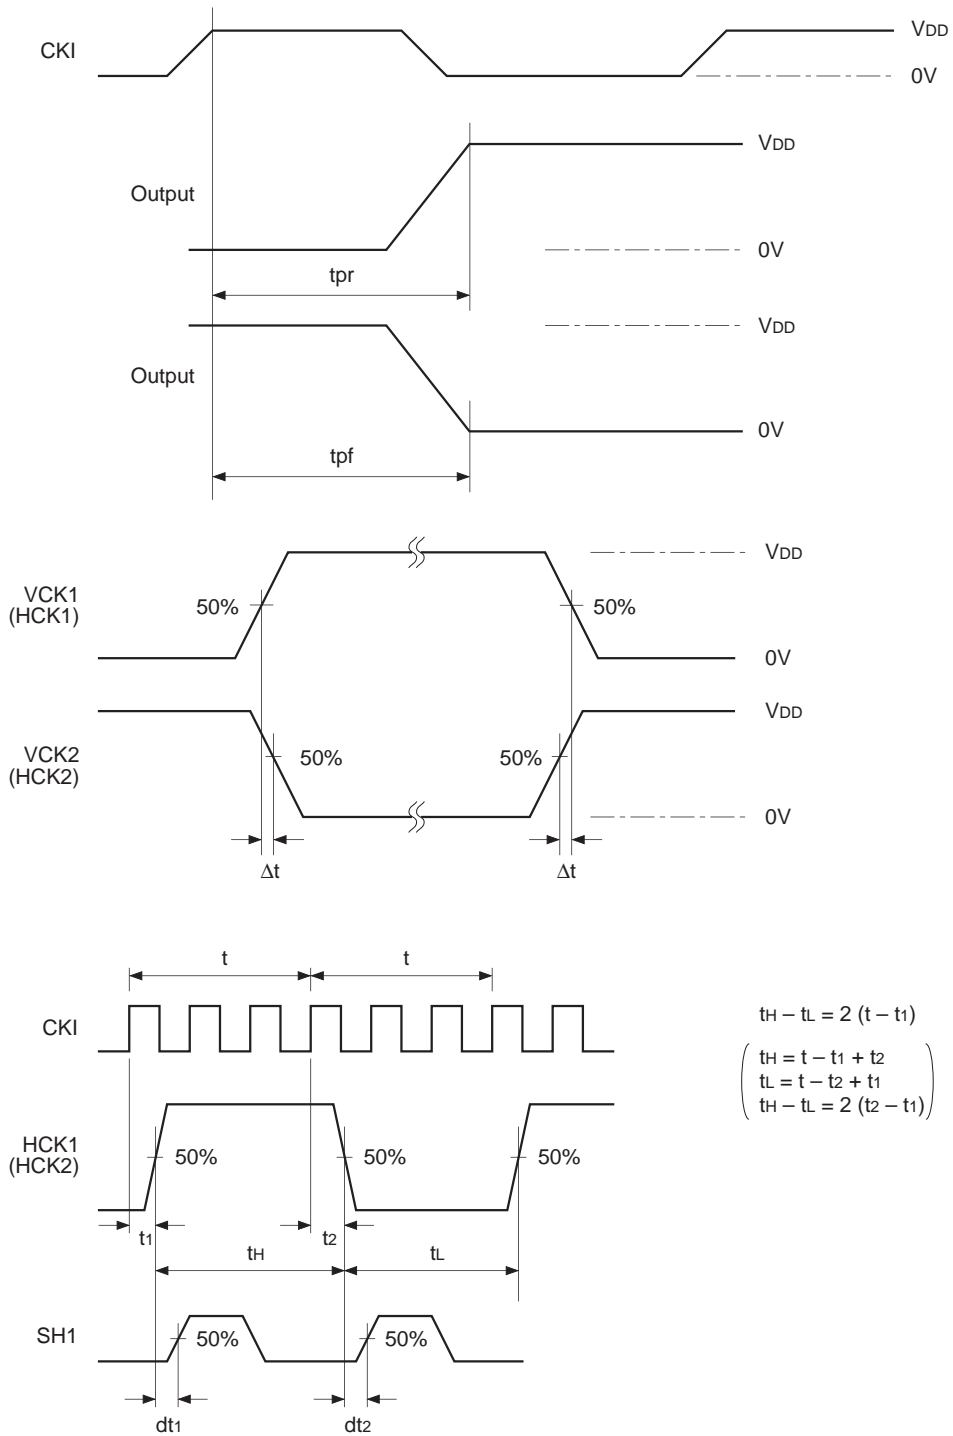 CKI
VDD
0V
Output
VDD
0V
tpr
VDD
Output
0V
tpf
VDD
VCK1
(HCK1)
50%
50%
0V
VDD
VCK2
(HCK2)
50%
50%
0V
Δt
Δt
t
t
CKI
tH – tL = 2 (t – t1)
tH = t – t1 + t2
tL = t – t2 + t1
tH – tL = 2 (t2 – t1)
HCK1
(HCK2)
50%
50%
50%
t1
t2
tH
tL
SH1
50%
50%
dt1
dt2